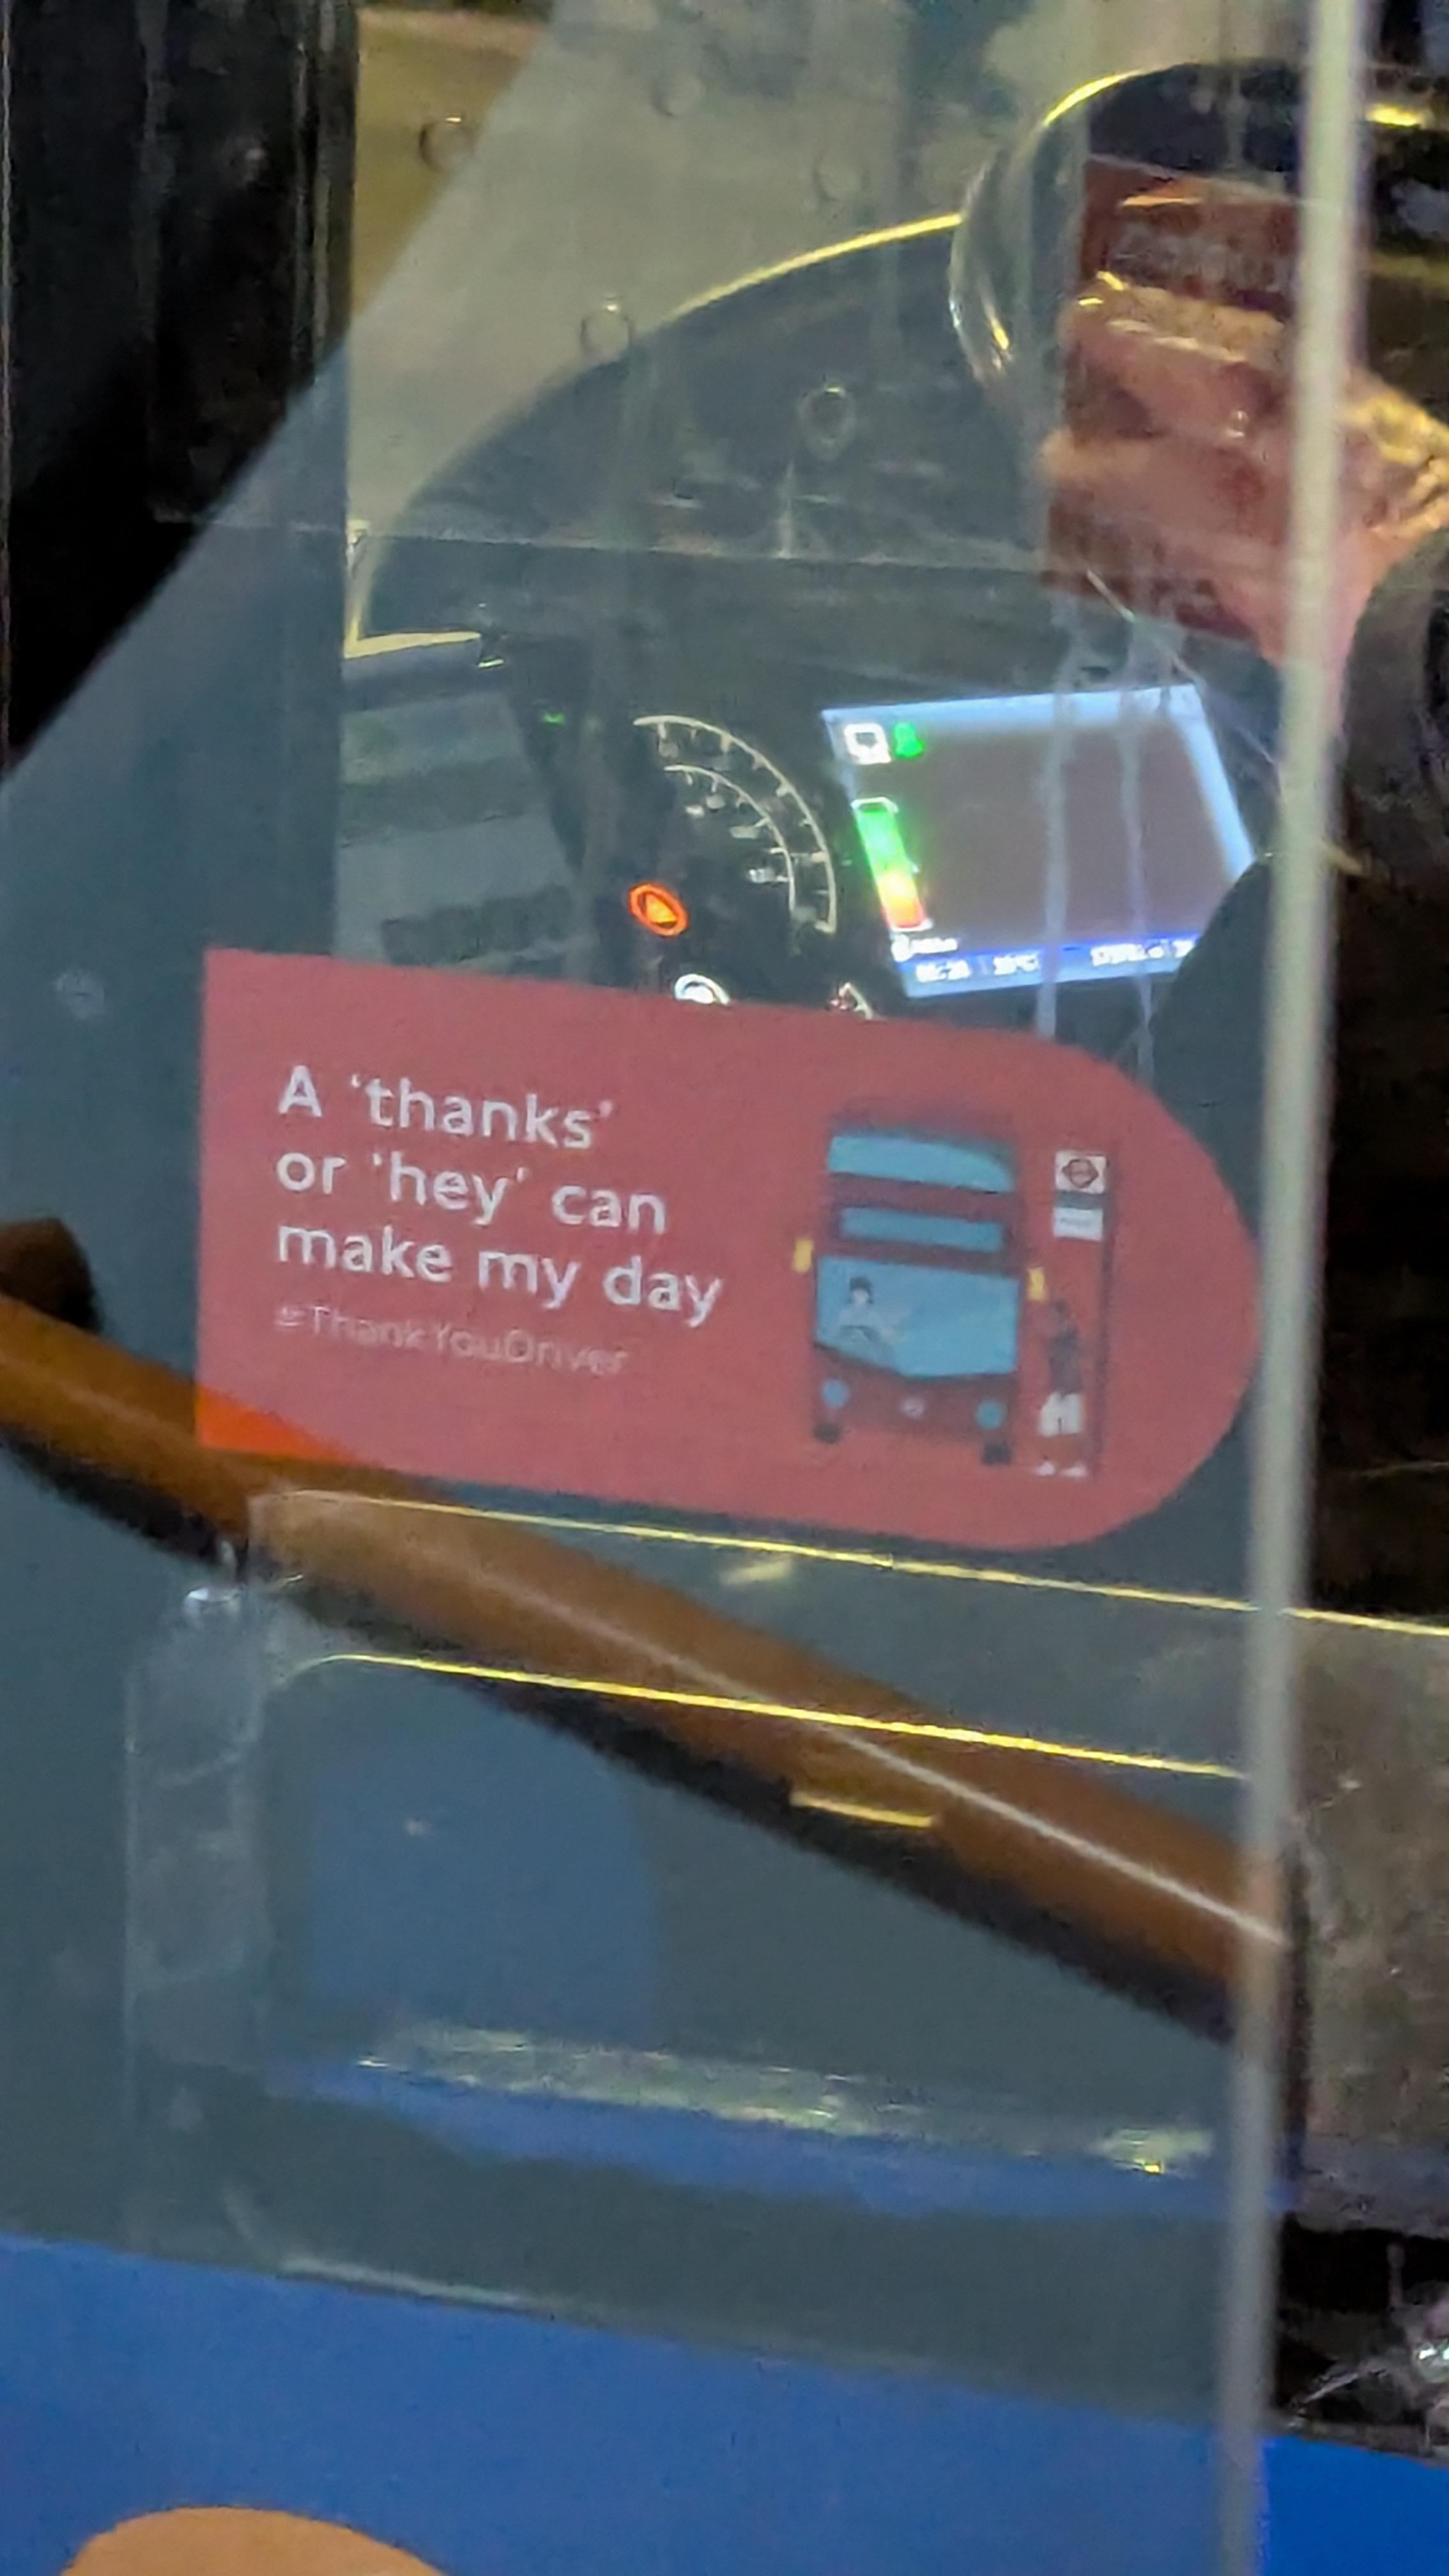 A ‘thanks’
or ‘hey’ can
make my day
#ThankYouDriver